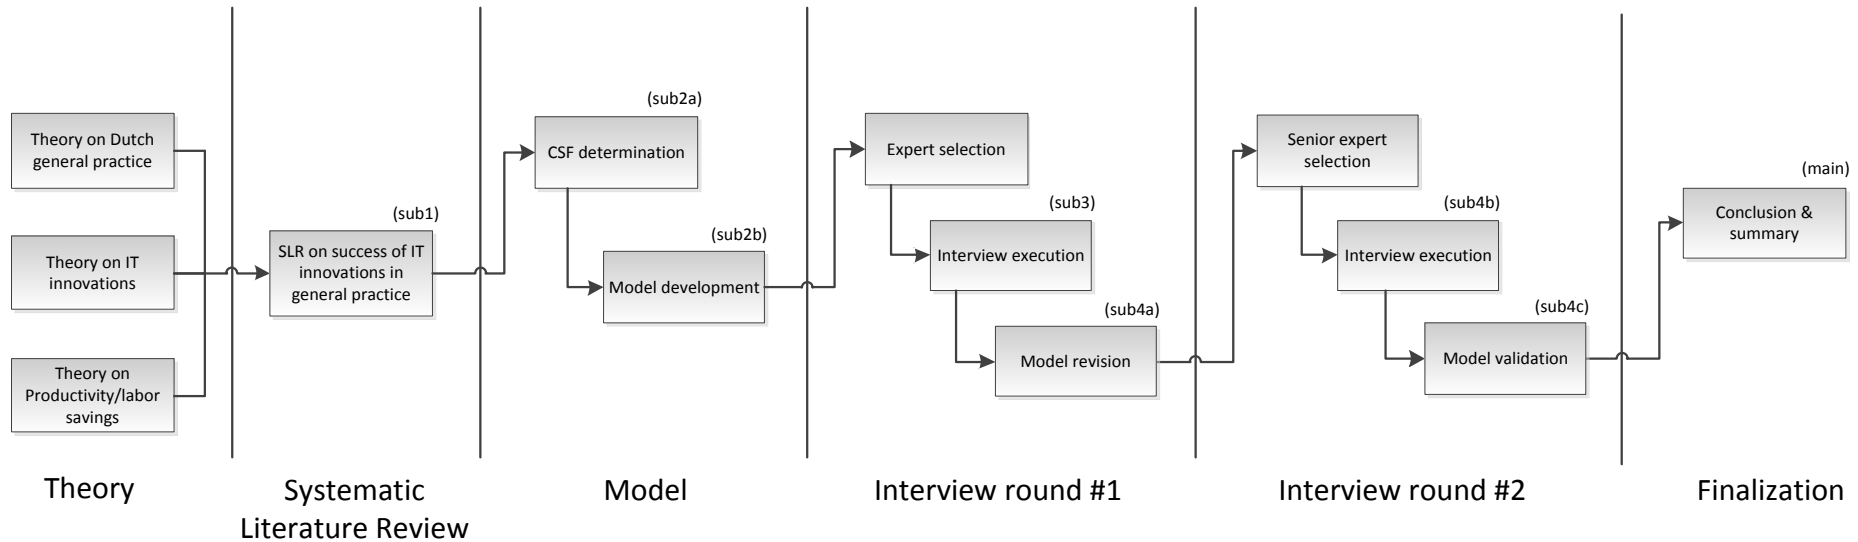 Theory on Dutch
general practice
Theory on IT
innovations
Theory on
Productivity/labor
savings
Theory
(sub1)
SLR on success of IT
innovations in
general practice
Systematic
Literature Review
(sub2a)
CSF determination
(sub2b)
Model development
Model
Expert selection
(sub3)
Interview execution
(sub4a)
Model revision
Interview round #1
Senior expert
selection
(sub4b)
Interview execution
(sub4c)
Model validation
Interview round #2
(main)
Conclusion &
summary
Finalization